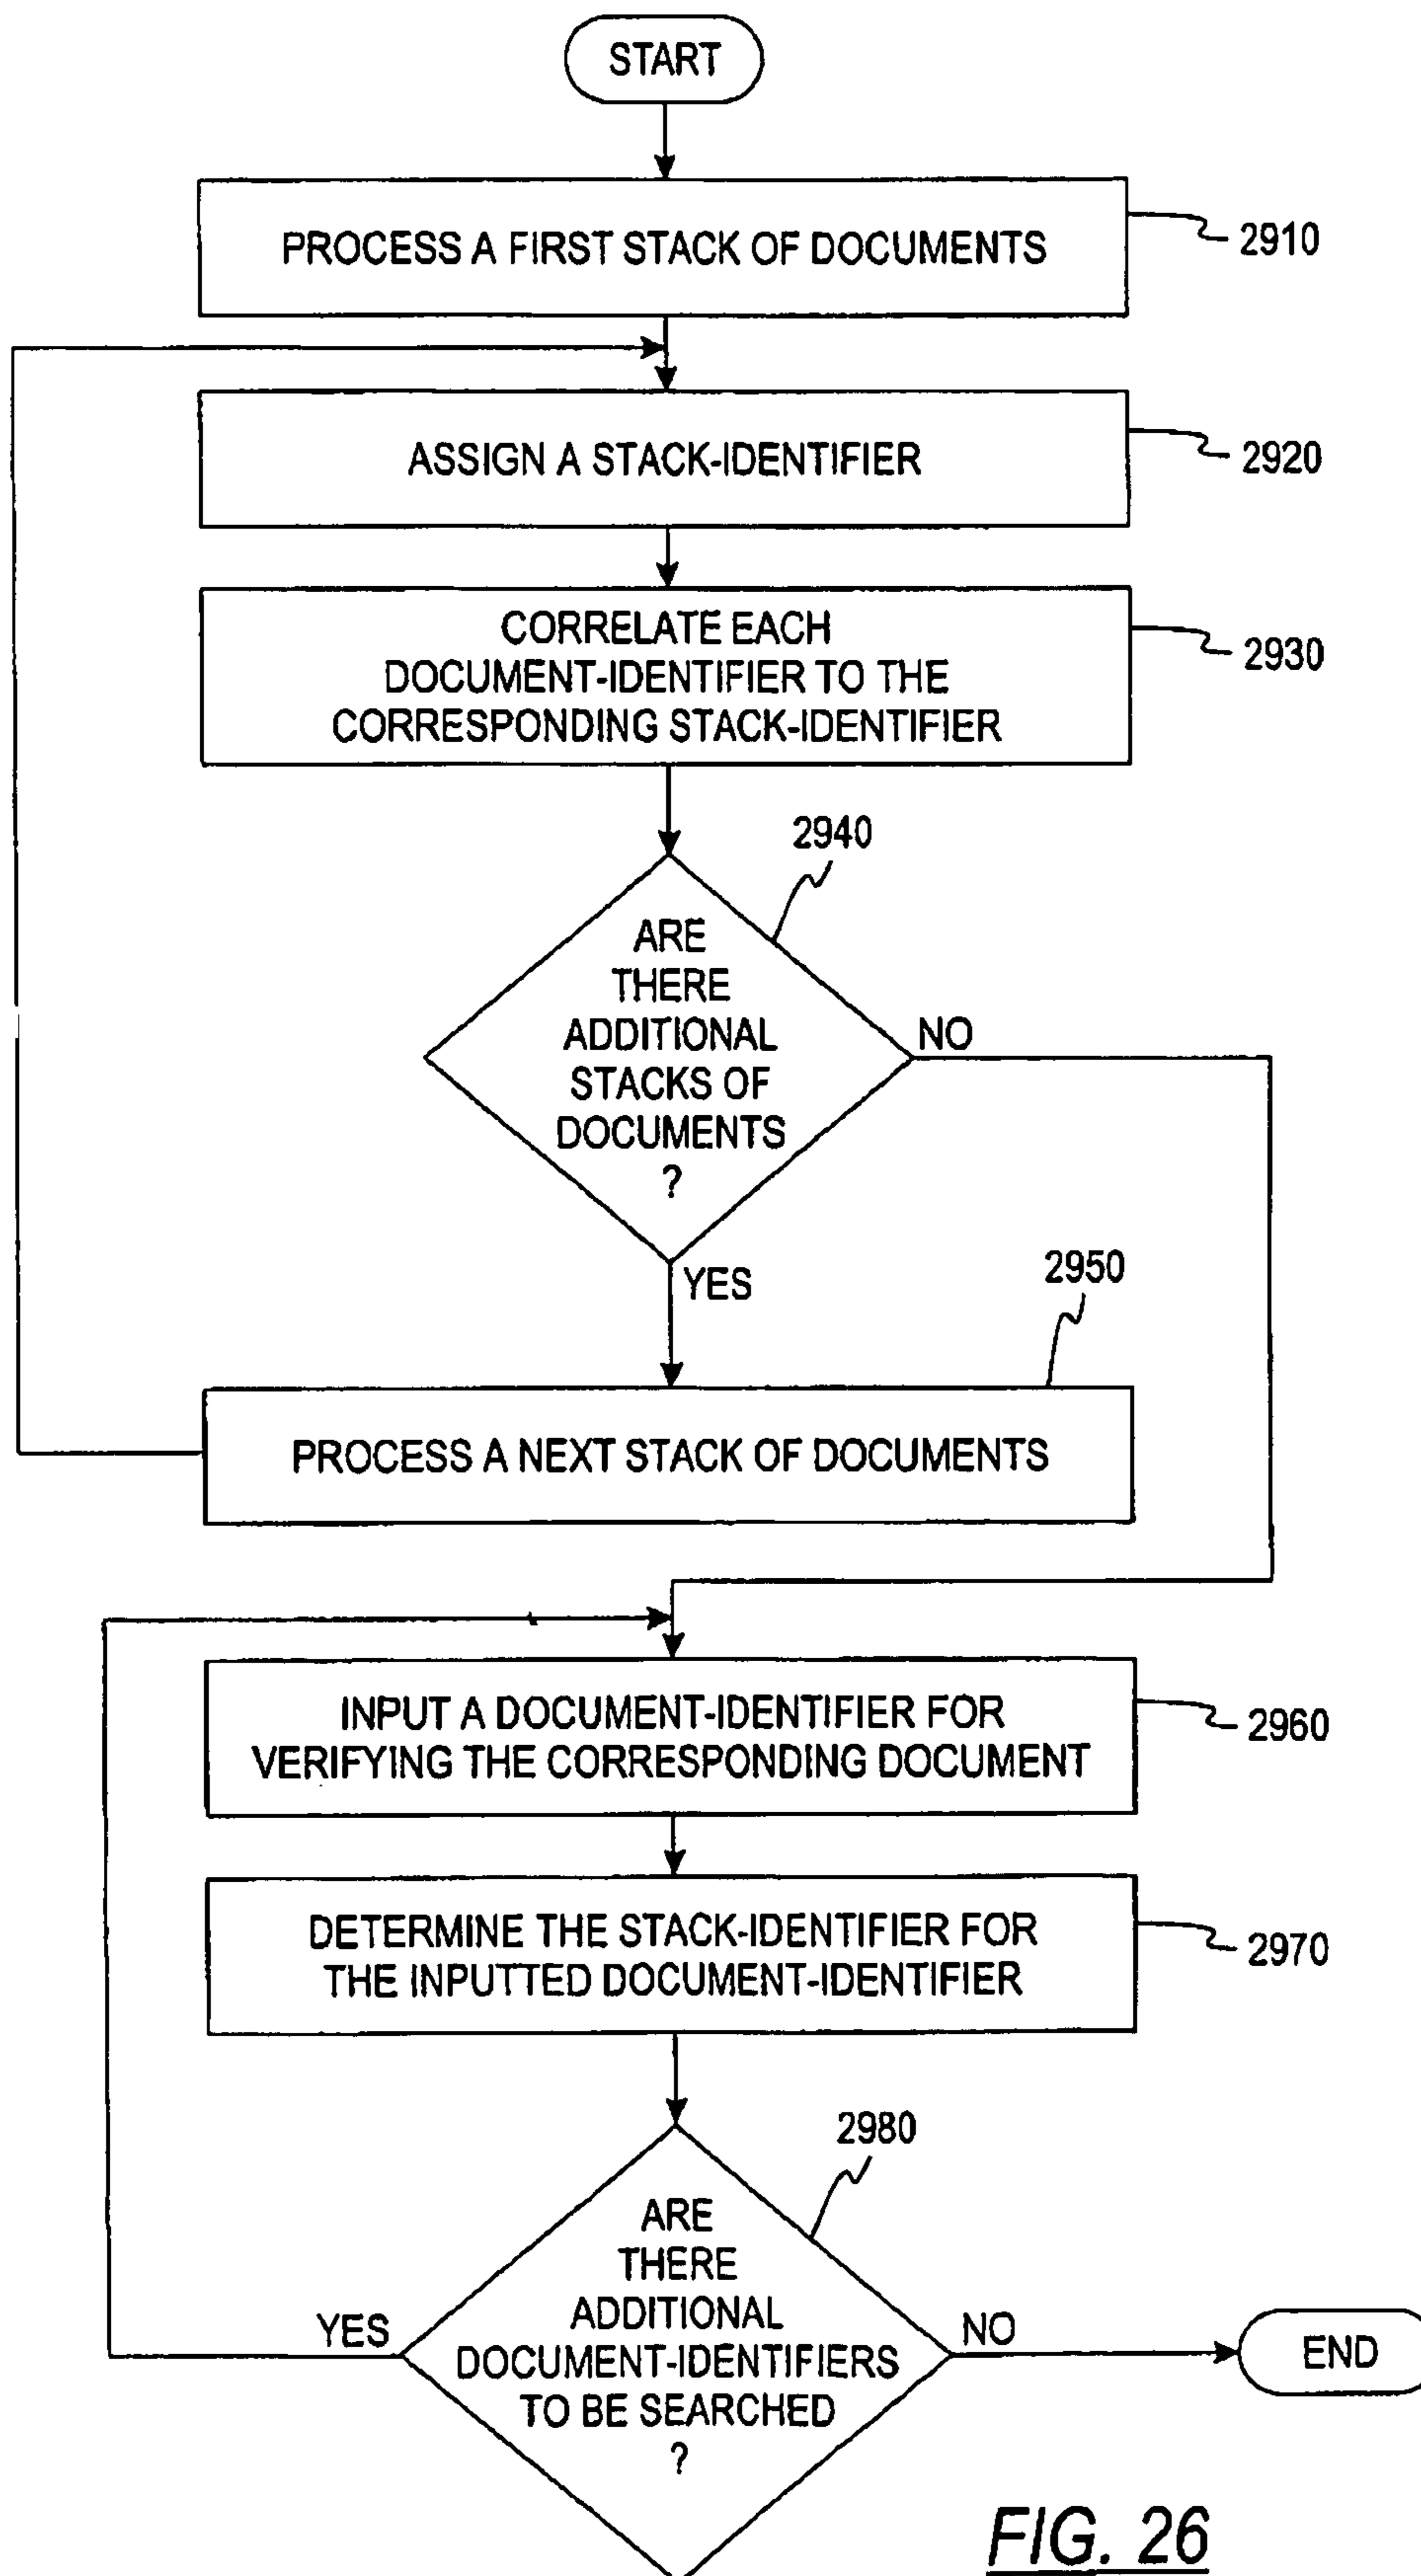 START
PROCESS A FIRST STACK OF DOCUMENTS
2910
ASSIGN A STACK-IDENTIFIER
2920
CORRELATE EACH
DOCUMENT-IDENTIFIER TO THE
CORRESPONDING STACK-IDENTIFIER
2930
2940
ARE
THERE
ADDITIONAL
STACKS OF
DOCUMENTS
?
NO
YES
2950
PROCESS A NEXT STACK OF DOCUMENTS
INPUT A DOCUMENT-IDENTIFIER FOR
VERIFYING THE CORRESPONDING DOCUMENT
2960
DETERMINE THE STACK-IDENTIFIER FOR
THE INPUTTED DOCUMENT-IDENTIFIER
2970
2980
ARE
THERE
ADDITIONAL
DOCUMENT-IDENTIFIERS
TO BE SEARCHED
?
YES
NO
END
FIG. 26